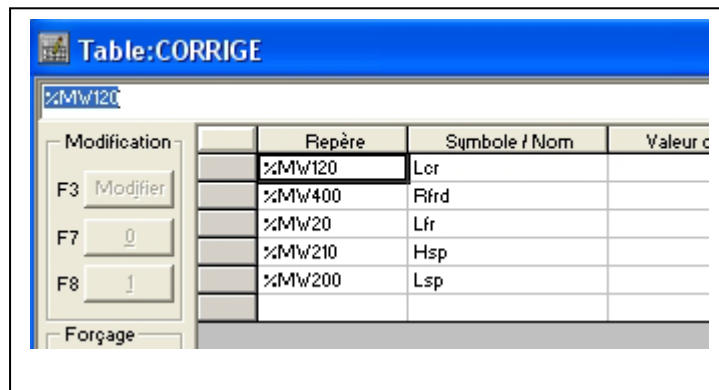 Table:CORRIGE
%MW120
Modification
Repère Symbole / Nom Valeur c
%MW120 Lcr
F3 Modifier
%MW400 Rfrd
%MW20 Lfr
F7 0
%MW210 Hsp
F8 1
%MW200 Lsp
Forçage